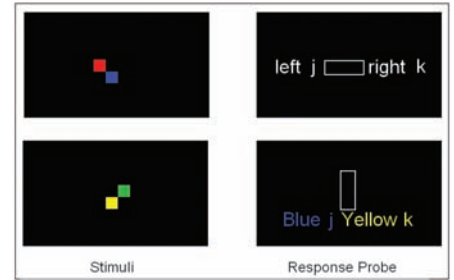 left j right k
Blue j Yellow k
Stimuli Response Probe